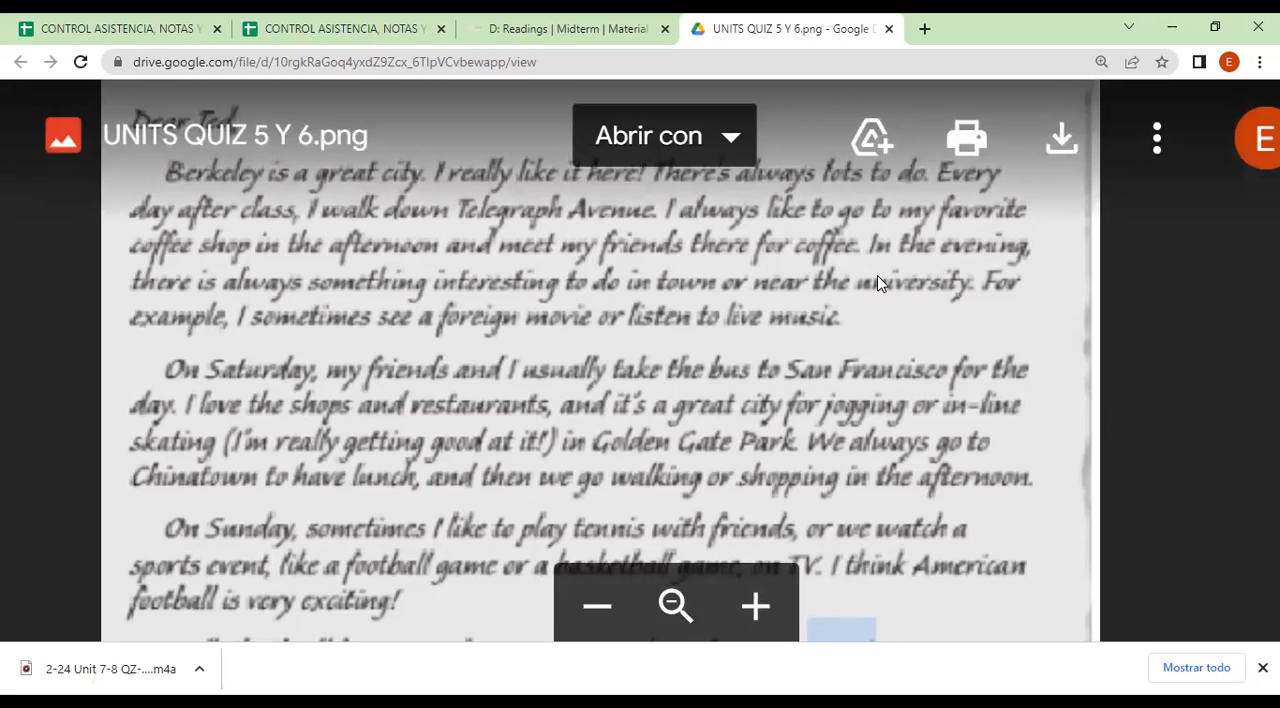 CONTROL ASISTENCIA, NOTAS Y
CONTROL ASISTENCIA, NOTAS Y
D: Readings | Midterm | Material
UNITS QUIZ 5 Y 6.png - Google D
drive.google.com/file/d/10rgkRaGoq4yxdZ9Zcx_6TlpVCvbewapp/view
E
Dear Ted,
UNITS QUIZ 5 Y 6.png
Abrir con
E
Berkeley is a great city. I really like it here! There's always lots to do. Every
day after class, I walk down Telegraph Avenue. I always like to go to my favorite
coffee shop in the afternoon and meet my friends there for coffee. In the evening,
there is always something interesting to do in town or near the university. For
example, I sometimes see a foreign movie or listen to live music.
On Saturday, my friends and I usually take the bus to San Francisco for the
day. I love the shops and restaurants, and it's a great city for jogging or in-line
skating (I'm really getting good at it!) in Golden Gate Park. We always go to
Chinatown to have lunch, and then we go walking or shopping in the afternoon.
On Sunday, sometimes I like to play tennis with friends, or we watch a
sports event, like a football game or a basketball game, on TV. I think American
football is very exciting!
2-24 Unit 7-8 QZ-....m4a
Mostrar todo